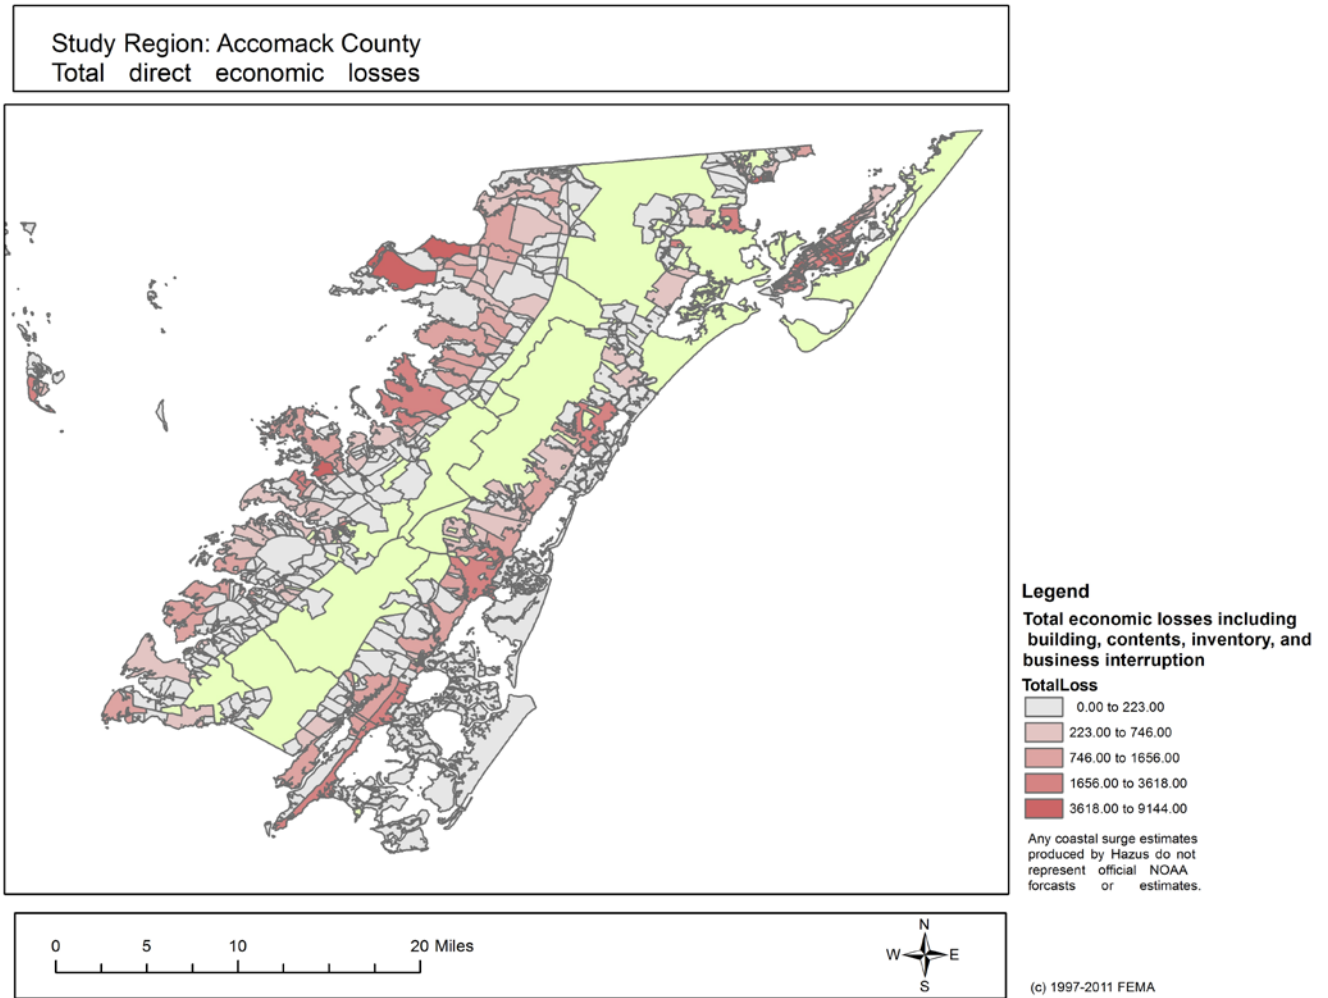 Study Region: Accomack County
Total direct economic losses
Legend
Total economic losses including
building, contents, inventory, and
business interruption
TotalLoss
0.00 to 223.00
223.00 to 746.00
746.00 to 1656.00
1656.00 to 3618.00
3618.00 to 9144.00
Any coastal surge estimates
produced by Hazus do not
represent official NOAA
forcasts or estimates.
0 5 10 20 Miles
N
W E
S
(c) 1997-2011 FEMA